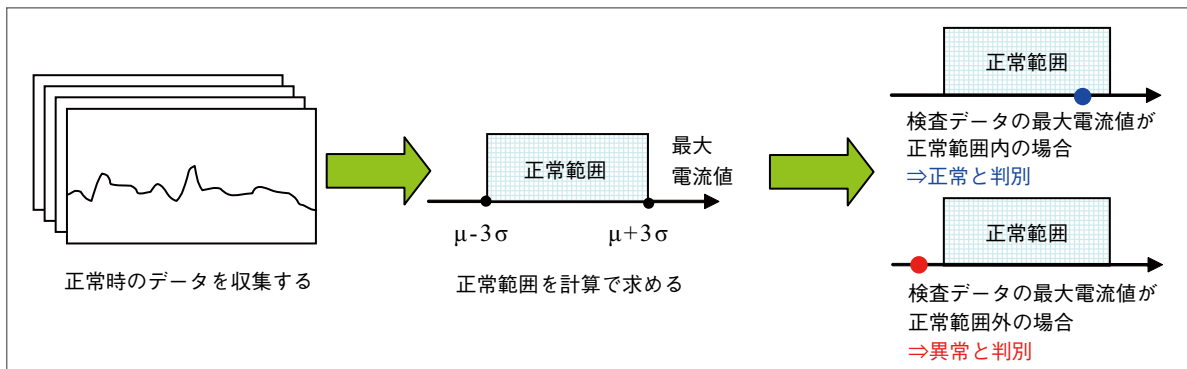 正常時のデータを収集する
正常範囲
最大
電流値
μ-3σ
μ+3σ
正常範囲を計算で求める
正常範囲
検査データの最大電流値が
正常範囲内の場合
⇒正常と判別
正常範囲
検査データの最大電流値が
正常範囲外の場合
⇒異常と判別